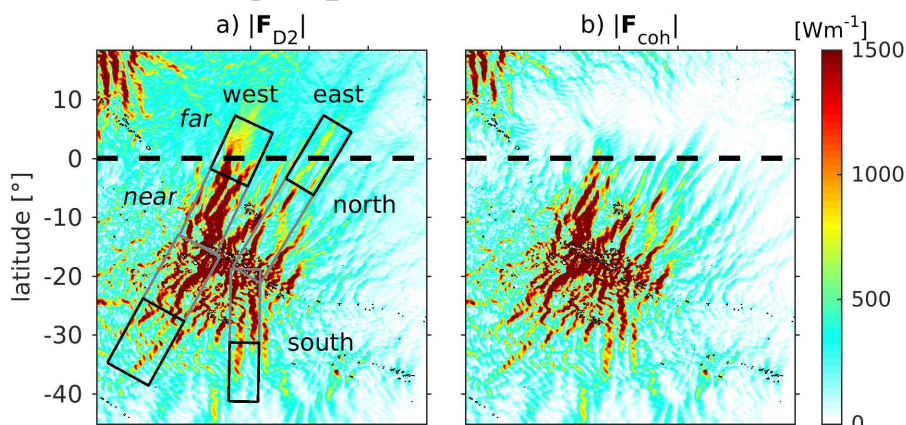 a) |F_D2|
b) |F_coh|
[Wm⁻¹]
west
east
far
near
north
south
latitude [°]
10
0
-10
-20
-30
-40
1500
1000
500
0